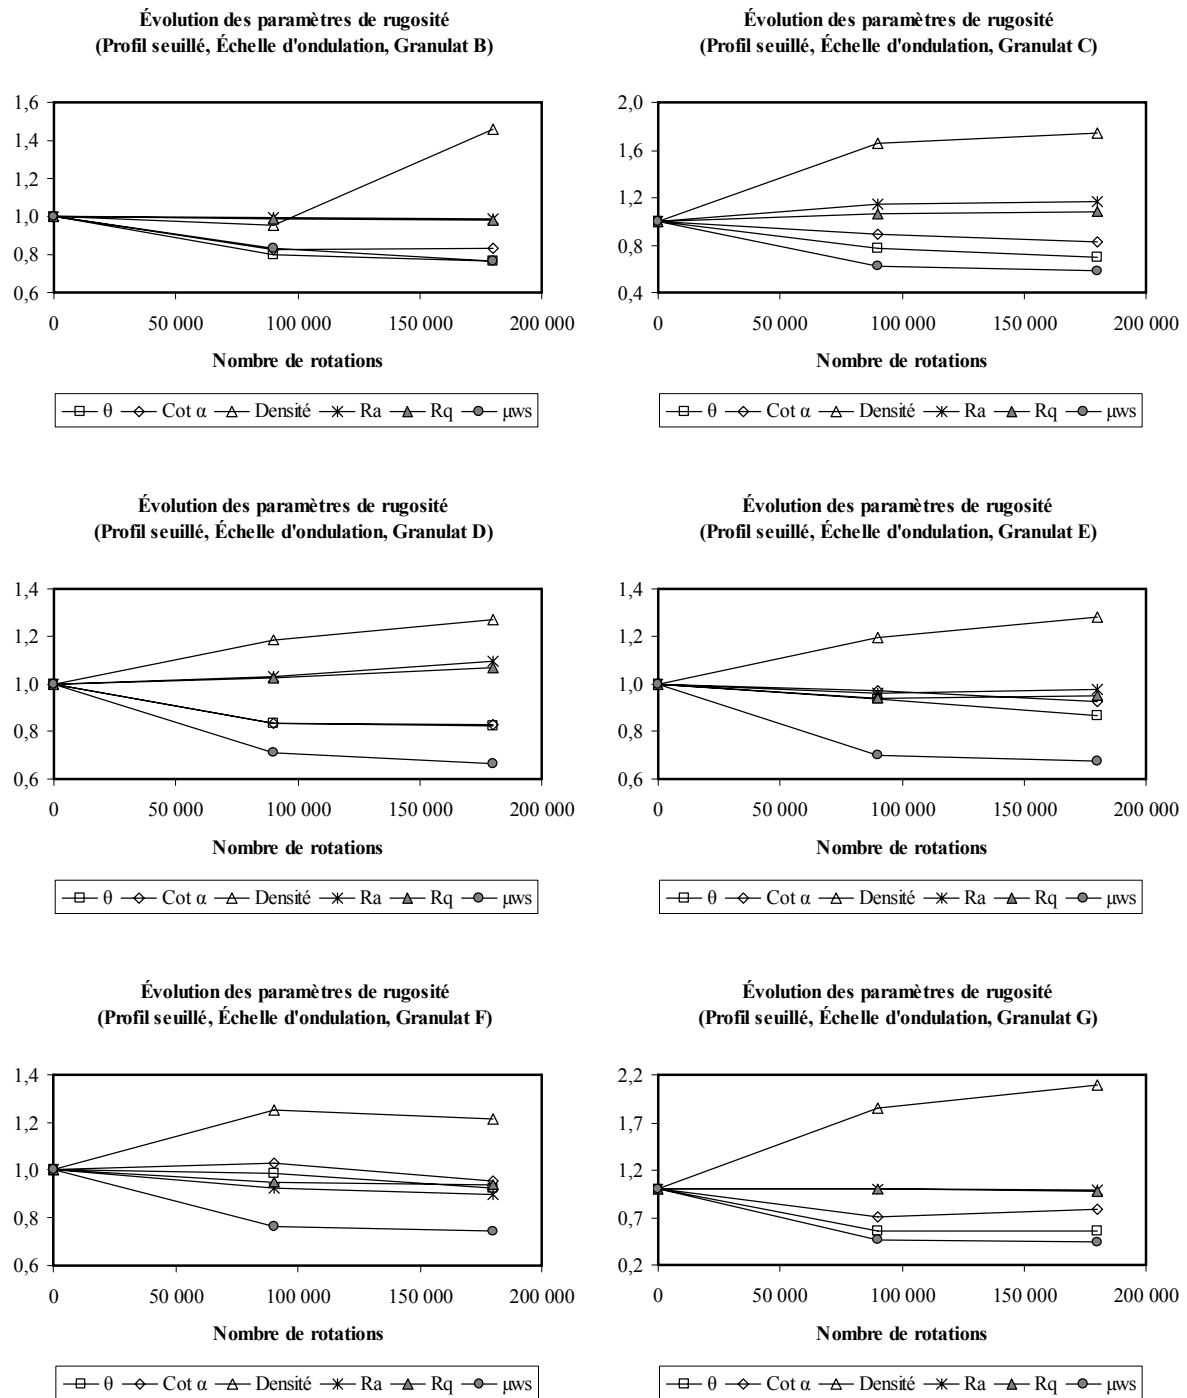 Évolution des paramètres de rugosité
(Profil seuillé, Échelle d'ondulation, Granulat B)
1,6
1,4
1,2
1,0
0,8
0,6
0 50 000 100 000 150 000 200 000
Nombre de rotations
θ Cot α Densité Ra Rq μws
Évolution des paramètres de rugosité
(Profil seuillé, Échelle d'ondulation, Granulat C)
2,0
1,6
1,2
0,8
0,4
0 50 000 100 000 150 000 200 000
Nombre de rotations
θ Cot α Densité Ra Rq μws
Évolution des paramètres de rugosité
(Profil seuillé, Échelle d'ondulation, Granulat D)
1,4
1,2
1,0
0,8
0,6
0 50 000 100 000 150 000 200 000
Nombre de rotations
θ Cot α Densité Ra Rq μws
Évolution des paramètres de rugosité
(Profil seuillé, Échelle d'ondulation, Granulat E)
1,4
1,2
1,0
0,8
0,6
0 50 000 100 000 150 000 200 000
Nombre de rotations
θ Cot α Densité Ra Rq μws
Évolution des paramètres de rugosité
(Profil seuillé, Échelle d'ondulation, Granulat F)
1,4
1,2
1,0
0,8
0,6
0 50 000 100 000 150 000 200 000
Nombre de rotations
θ Cot α Densité Ra Rq μws
Évolution des paramètres de rugosité
(Profil seuillé, Échelle d'ondulation, Granulat G)
2,2
1,7
1,2
0,7
0,2
0 50 000 100 000 150 000 200 000
Nombre de rotations
θ Cot α Densité Ra Rq μws